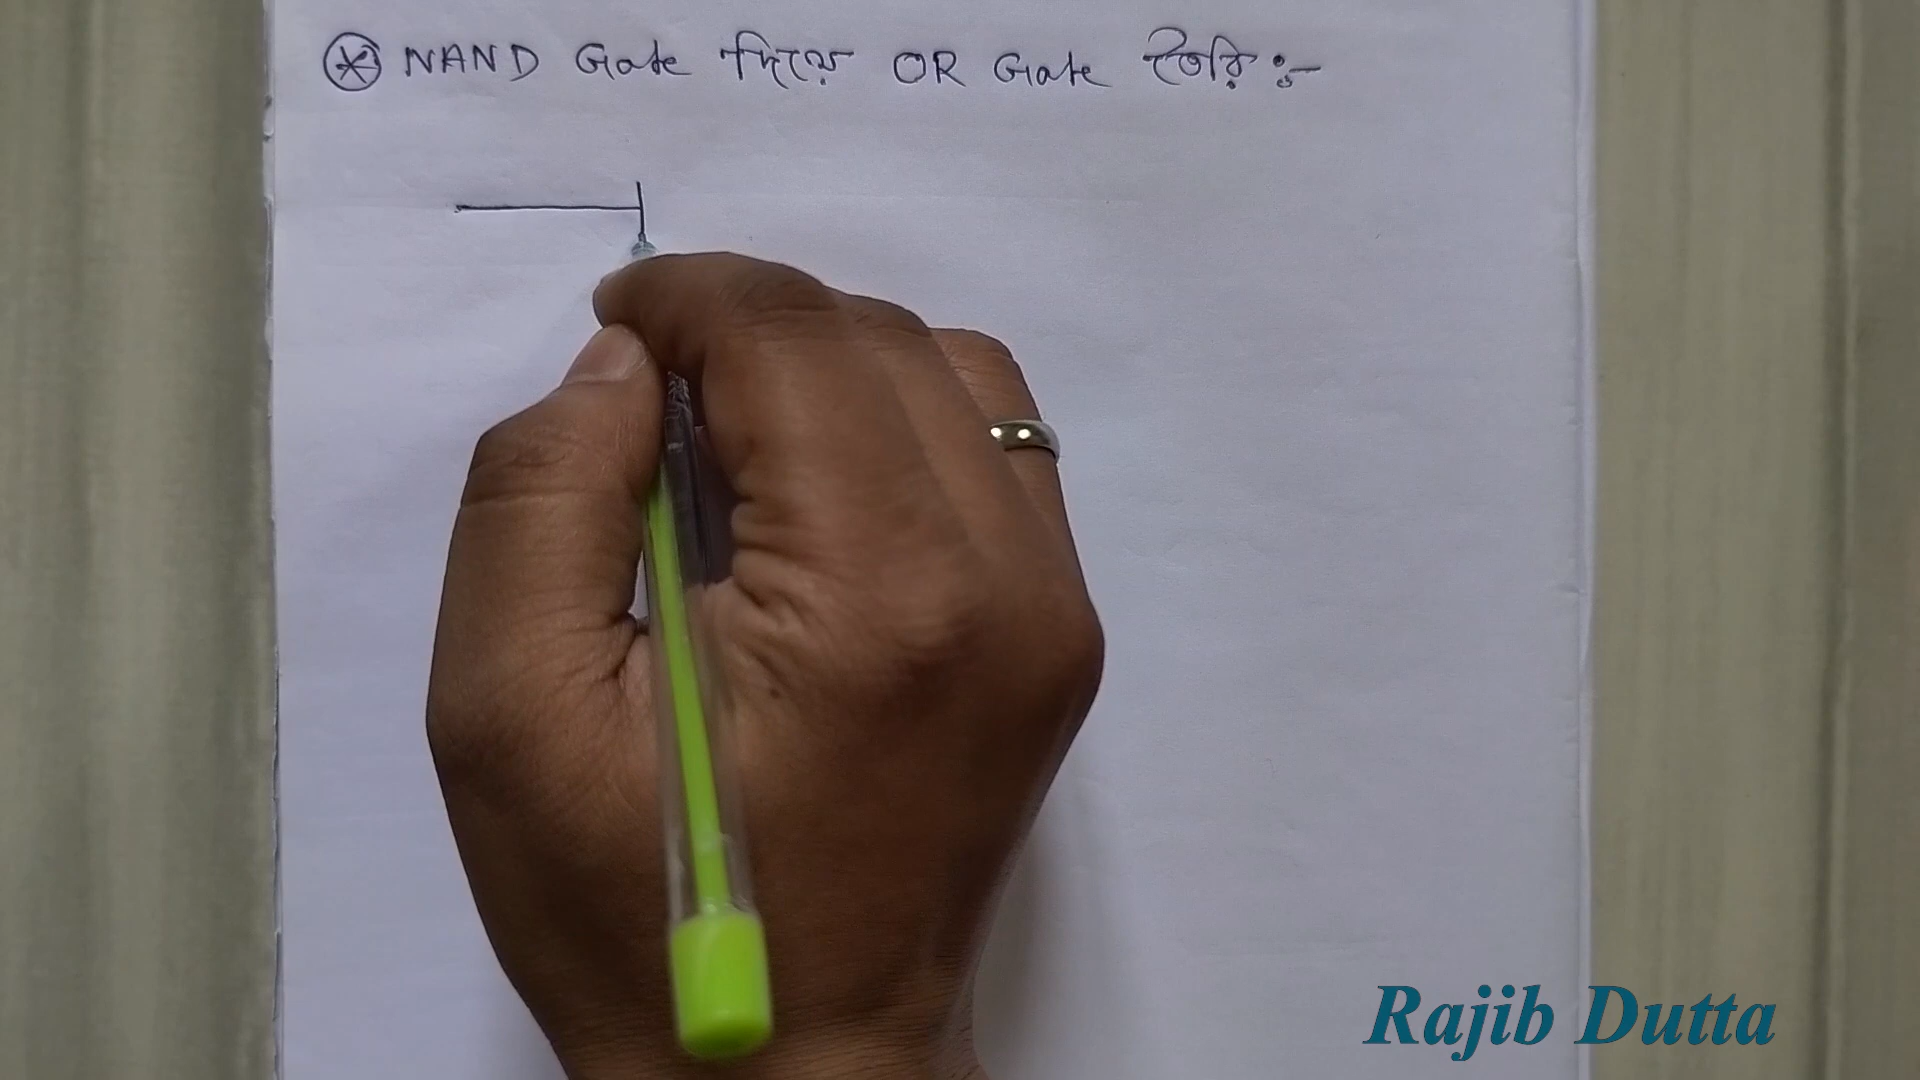 ⊛ NAND Gate দিয়ে OR Gate তৈরি :-
Rajib Dutta